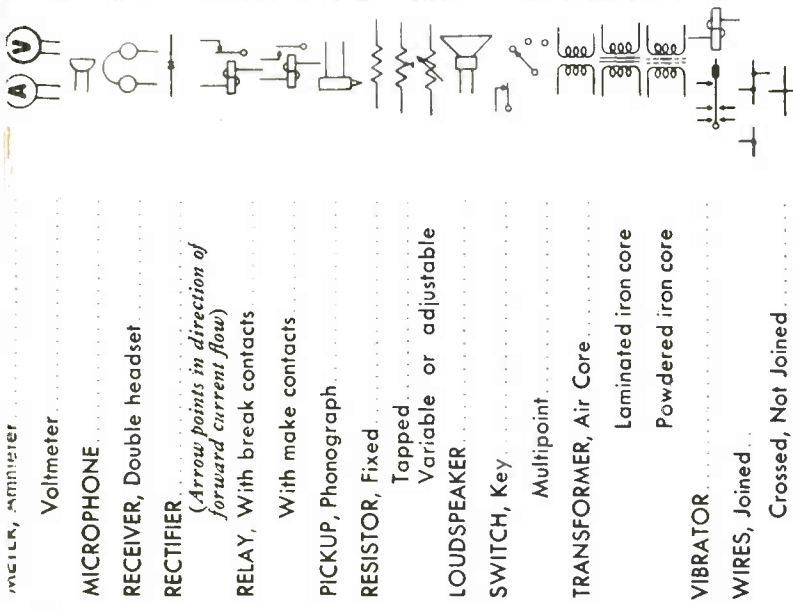 METER, Ammeter A
Voltmeter V
MICROPHONE
RECEIVER, Double headset
RECTIFIER
(Arrow points in direction of
forward current flow)
RELAY, With break contacts
With make contacts
PICKUP, Phonograph
RESISTOR, Fixed
Tapped
Variable or adjustable
LOUDSPEAKER
SWITCH, Key
Multipoint
TRANSFORMER, Air Core
Laminated iron core
Powdered iron core
VIBRATOR
WIRES, Joined
Crossed, Not Joined